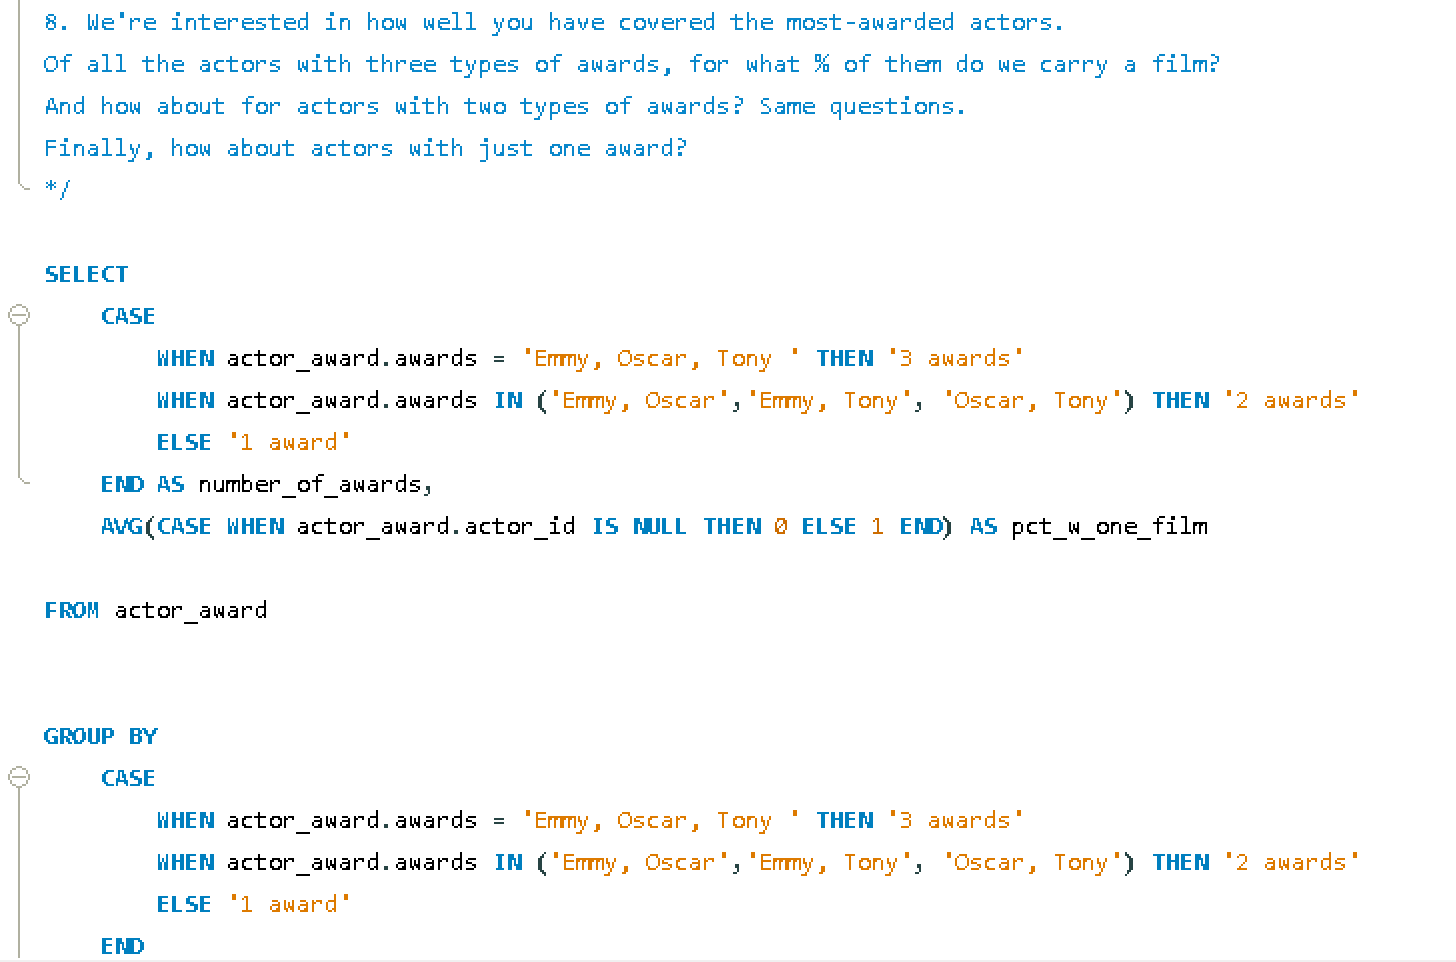 8. We're interested in how well you have covered the most-awarded actors.
Of all the actors with three types of awards, for what % of them do we carry a film?
And how about for actors with two types of awards? Same questions.
Finally, how about actors with just one award?
*/
SELECT
CASE
WHEN actor_award.awards = 'Emmy, Oscar, Tony ' THEN '3 awards'
WHEN actor_award.awards IN ('Emmy, Oscar','Emmy, Tony', 'Oscar, Tony') THEN '2 awards'
ELSE '1 award'
END AS number_of_awards,
AVG(CASE WHEN actor_award.actor_id IS NULL THEN 0 ELSE 1 END) AS pct_w_one_film
FROM actor_award
GROUP BY
CASE
WHEN actor_award.awards = 'Emmy, Oscar, Tony ' THEN '3 awards'
WHEN actor_award.awards IN ('Emmy, Oscar','Emmy, Tony', 'Oscar, Tony') THEN '2 awards'
ELSE '1 award'
END